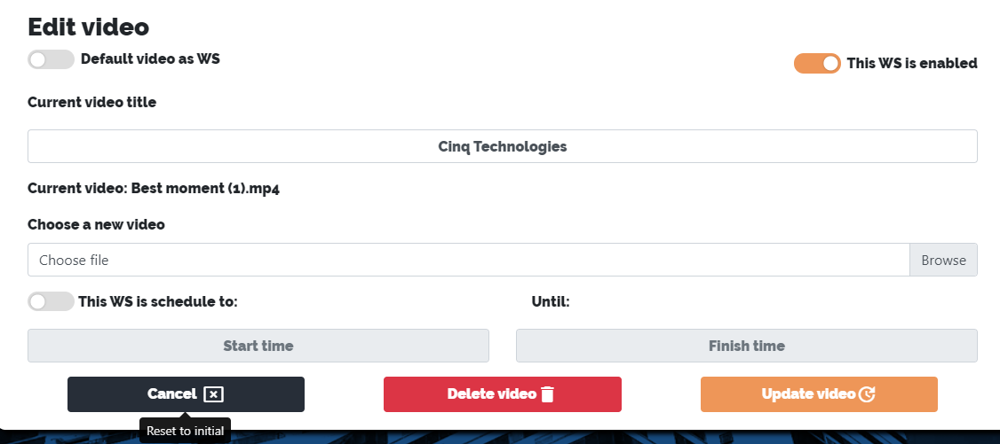 Edit video
Default video as WS
This WS is enabled
Current video title
Cinq Technologies
Current video: Best moment (1).mp4
Choose a new video
Choose file Browse
This WS is schedule to: Until:
Start time Finish time
Cancel Delete video Update video
Reset to initial